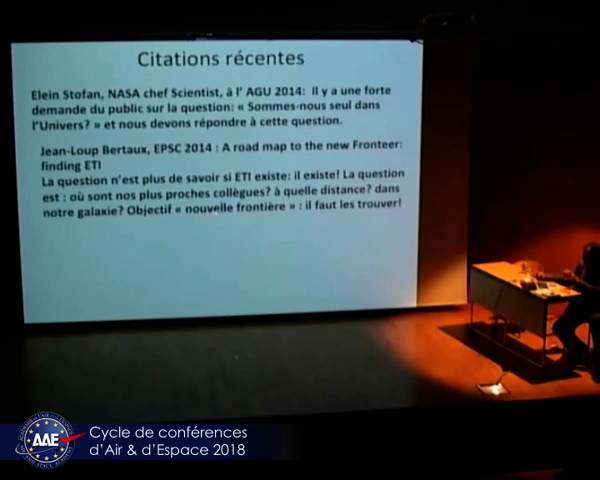 Citations récentes
Elein Stofan, NASA chef Scientist, à l' AGU 2014: Il y a une forte
demande du public sur la question: « Sommes-nous seul dans
l'Univers? » et nous devons répondre à cette question.
Jean-Loup Bertaux, EPSC 2014 : A road map to the new Fronteer:
finding ETI
La question n'est plus de savoir si ETI existe: il existe! La question
est : où sont nos plus proches collègues? à quelle distance? dans
notre galaxie? Objectif « nouvelle frontière » : il faut les trouver!
AAE
Cycle de conférences
d'Air & d'Espace 2018